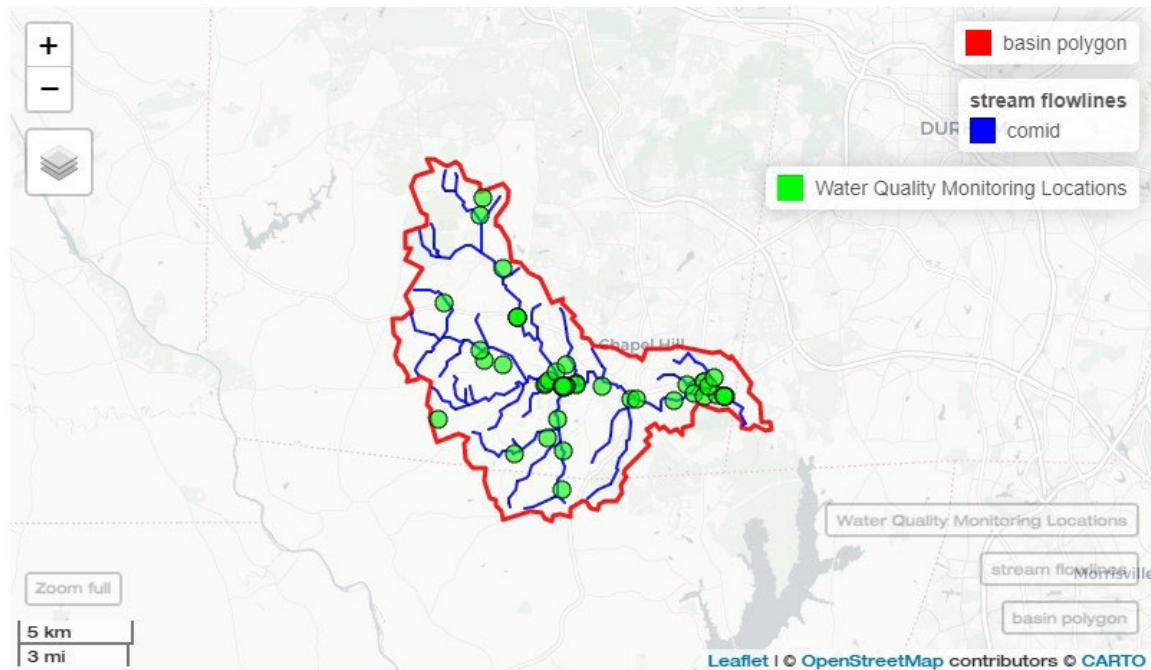 +
−
basin polygon
stream flowlines
comid
DUR
Water Quality Monitoring Locations
Chapel Hill
Water Quality Monitoring Locations
stream flowlines
Morrisville
basin polygon
Zoom full
5 km
3 mi
Leaflet | © OpenStreetMap contributors © CARTO